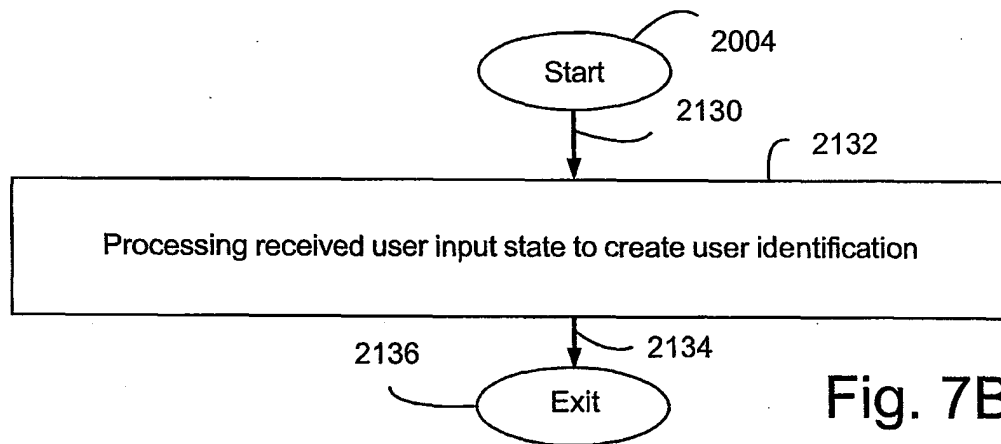 2004
Start
2130
2132
Processing received user input state to create user identification
2136
2134
Exit
Fig. 7B